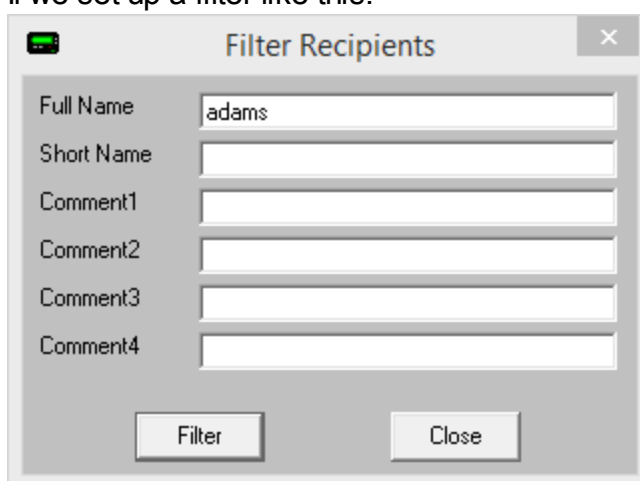 if we set up a filter like this:
Filter Recipients
Full Name adams
Short Name
Comment1
Comment2
Comment3
Comment4
Filter Close